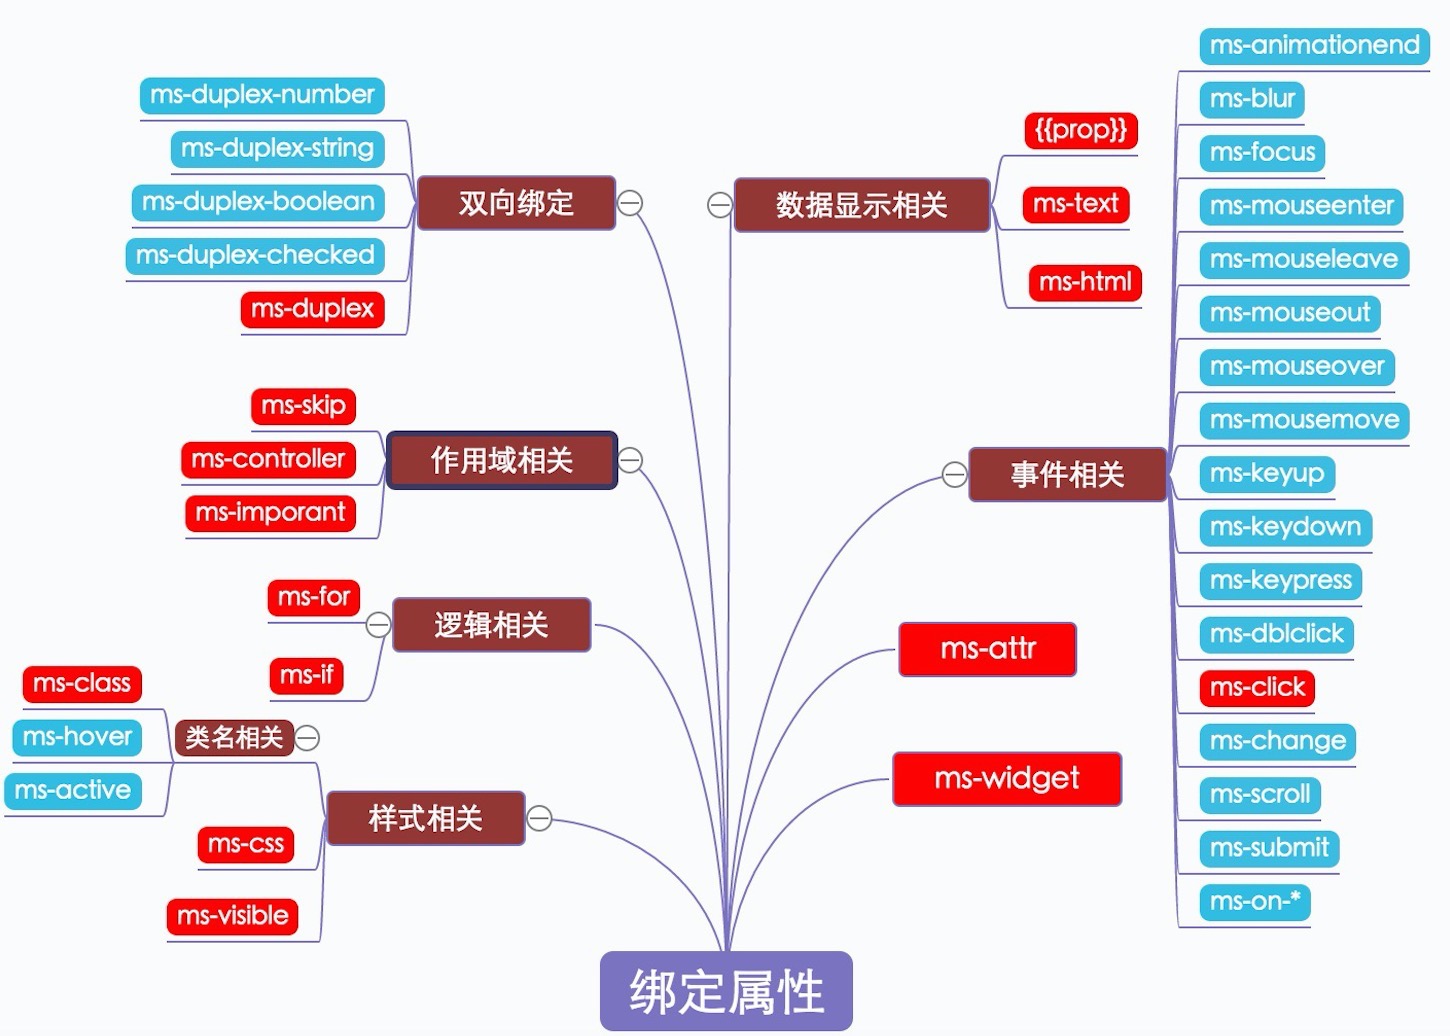 双向绑定
ms-duplex-number
ms-duplex-string
ms-duplex-boolean
ms-duplex-checked
ms-duplex
作用域相关
ms-skip
ms-controller
ms-imporant
逻辑相关
ms-for
ms-if
样式相关
类名相关
ms-class
ms-hover
ms-active
ms-css
ms-visible
数据显示相关
{{prop}}
ms-text
ms-html
事件相关
ms-animationend
ms-blur
ms-focus
ms-mouseenter
ms-mouseleave
ms-mouseout
ms-mouseover
ms-mousemove
ms-keyup
ms-keydown
ms-keypress
ms-dblclick
ms-click
ms-change
ms-scroll
ms-submit
ms-on-*
ms-attr
ms-widget
绑定属性